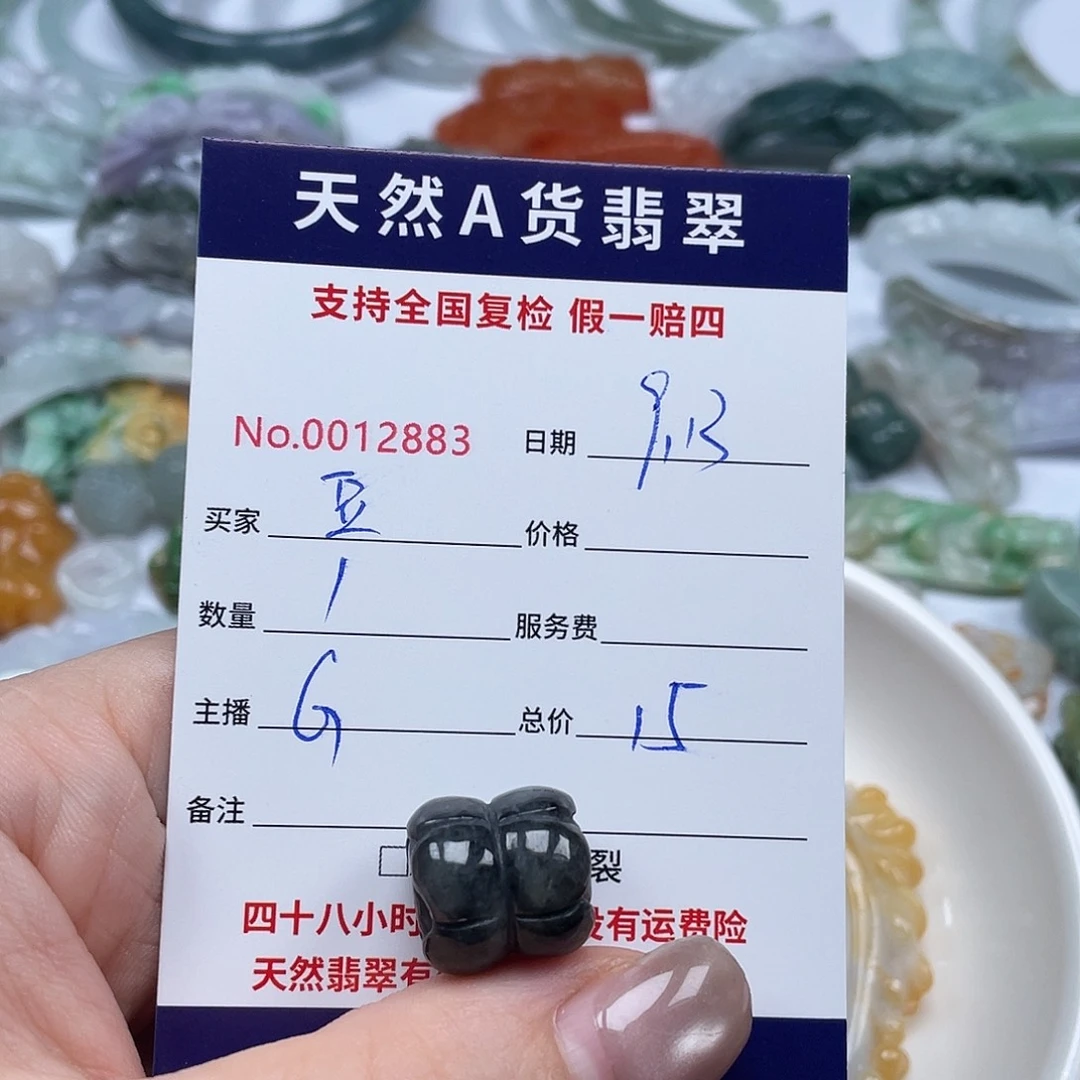 天然A货翡翠
支持全国复检 假一赔四
No.0012883 日期 9.13
买家 豆 价格
数量 1 服务费
主播 G 总价 15
备注
裂
四十八小时 没有运费险
天然翡翠有